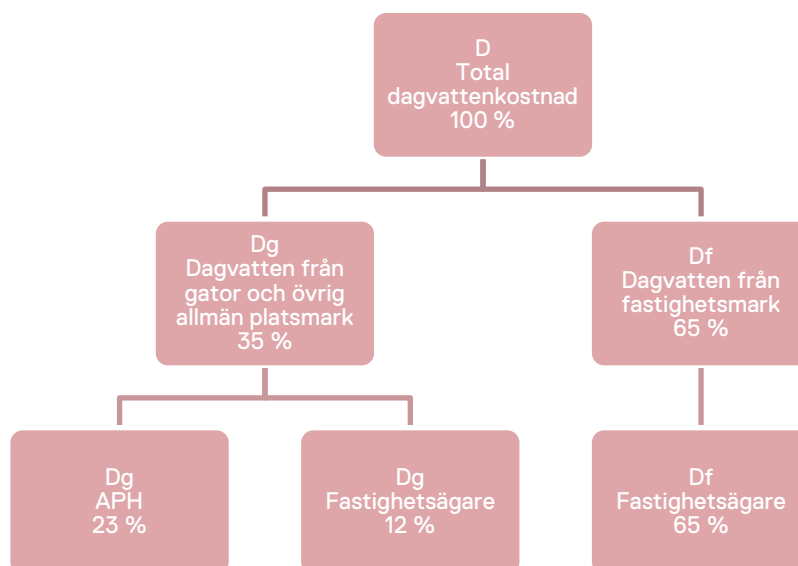 D
Total
dagvattenkostnad
100 %
Dg
Dagvatten från
gator och övrig
allmän platsmark
35 %
Df
Dagvatten från
fastighetsmark
65 %
Dg
APH
23 %
Dg
Fastighetsägare
12 %
Df
Fastighetsägare
65 %